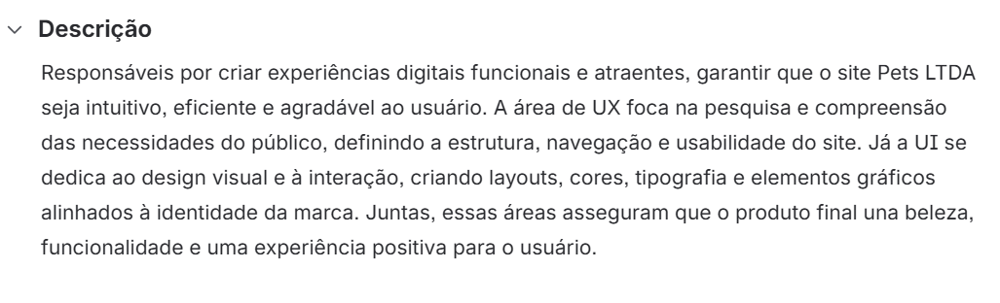 Descrição
Responsáveis por criar experiências digitais funcionais e atraentes, garantir que o site Pets LTDA
seja intuitivo, eficiente e agradável ao usuário. A área de UX foca na pesquisa e compreensão
das necessidades do público, definindo a estrutura, navegação e usabilidade do site. Já a UI se
dedica ao design visual e à interação, criando layouts, cores, tipografia e elementos gráficos
alinhados à identidade da marca. Juntas, essas áreas asseguram que o produto final una beleza,
funcionalidade e uma experiência positiva para o usuário.